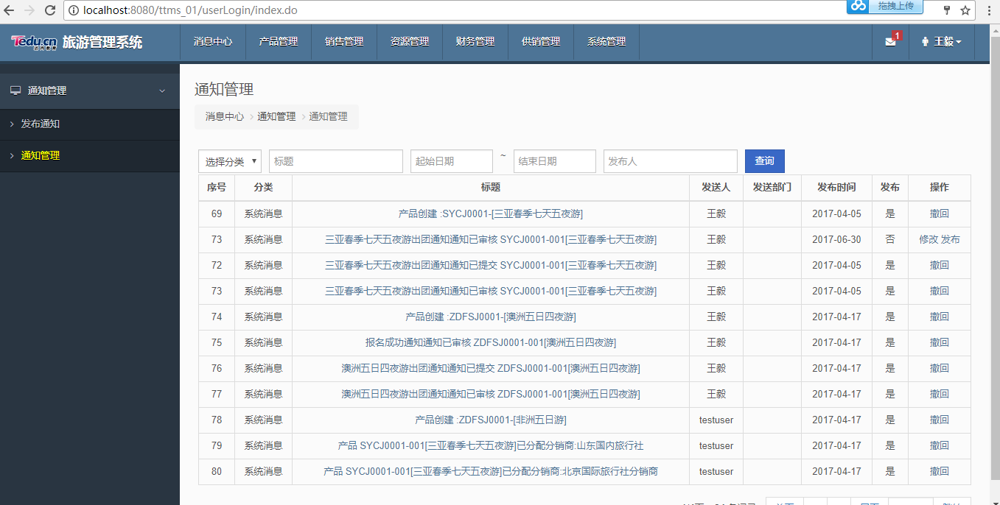 localhost:8080/ttms_01/userLogin/index.do
拖拽上传
Tedu.cn 达内教育 旅游管理系统 消息中心 产品管理 销售管理 资源管理 财务管理 供销管理 系统管理 1 王毅
通知管理
发布通知
通知管理
通知管理
消息中心 > 通知管理 > 通知管理
选择分类 标题 起始日期 ~ 结束日期 发布人 查询
序号 分类 标题 发送人 发送部门 发布时间 发布 操作
69 系统消息 产品创建 :SYCJ0001-[三亚春季七天五夜游] 王毅 2017-04-05 是 撤回
73 系统消息 三亚春季七天五夜游出团通知通知已审核 SYCJ0001-001[三亚春季七天五夜游] 王毅 2017-06-30 否 修改 发布
72 系统消息 三亚春季七天五夜游出团通知通知已提交 SYCJ0001-001[三亚春季七天五夜游] 王毅 2017-04-05 是 撤回
73 系统消息 三亚春季七天五夜游出团通知通知已审核 SYCJ0001-001[三亚春季七天五夜游] 王毅 2017-04-05 是 撤回
74 系统消息 产品创建 :ZDFSJ0001-[澳洲五日四夜游] 王毅 2017-04-17 是 撤回
75 系统消息 报名成功通知通知已审核 ZDFSJ0001-001[澳洲五日四夜游] 王毅 2017-04-17 是 撤回
76 系统消息 澳洲五日四夜游出团通知通知已提交 ZDFSJ0001-001[澳洲五日四夜游] 王毅 2017-04-17 是 撤回
77 系统消息 澳洲五日四夜游出团通知通知已审核 ZDFSJ0001-001[澳洲五日四夜游] 王毅 2017-04-17 是 撤回
78 系统消息 产品创建 :ZDFSJ0001-[非洲五日游] testuser 2017-04-17 是 撤回
79 系统消息 产品 SYCJ0001-001[三亚春季七天五夜游]已分配分销商:山东国内旅行社 testuser 2017-04-17 是 撤回
80 系统消息 产品 SYCJ0001-001[三亚春季七天五夜游]已分配分销商:北京国际旅行社分销商 testuser 2017-04-17 是 撤回